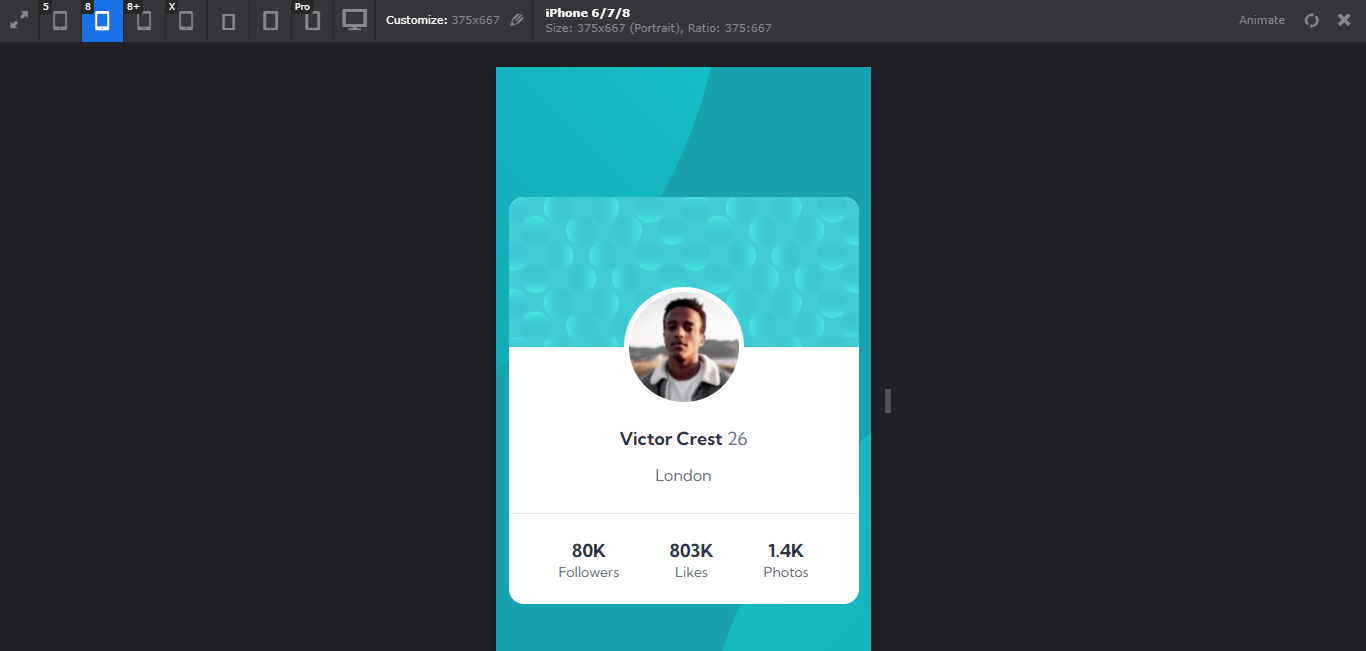 5 8 8+ X Pro
Customize: 375x667
iPhone 6/7/8
Size: 375x667 (Portrait), Ratio: 375:667
Animate
Victor Crest 26
London
80K 803K 1.4K
Followers Likes Photos